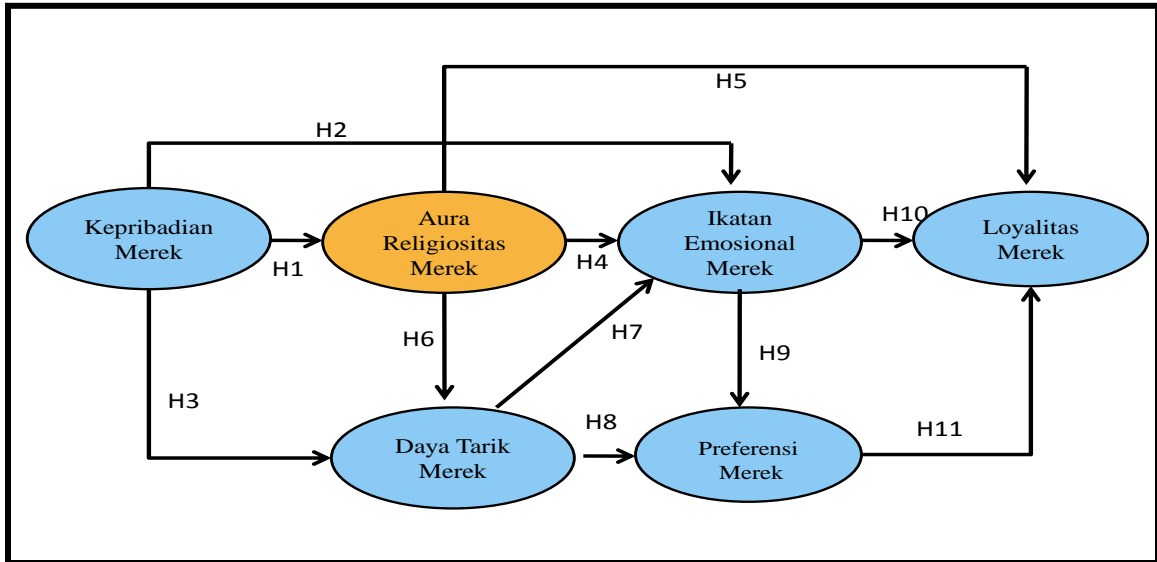 H5
H2
Kepribadian
Merek
H1
Aura
Religiositas
Merek
H4
Ikatan
Emosional
Merek
H10
Loyalitas
Merek
H6
H7
H9
H3
Daya Tarik
Merek
H8
Preferensi
Merek
H11